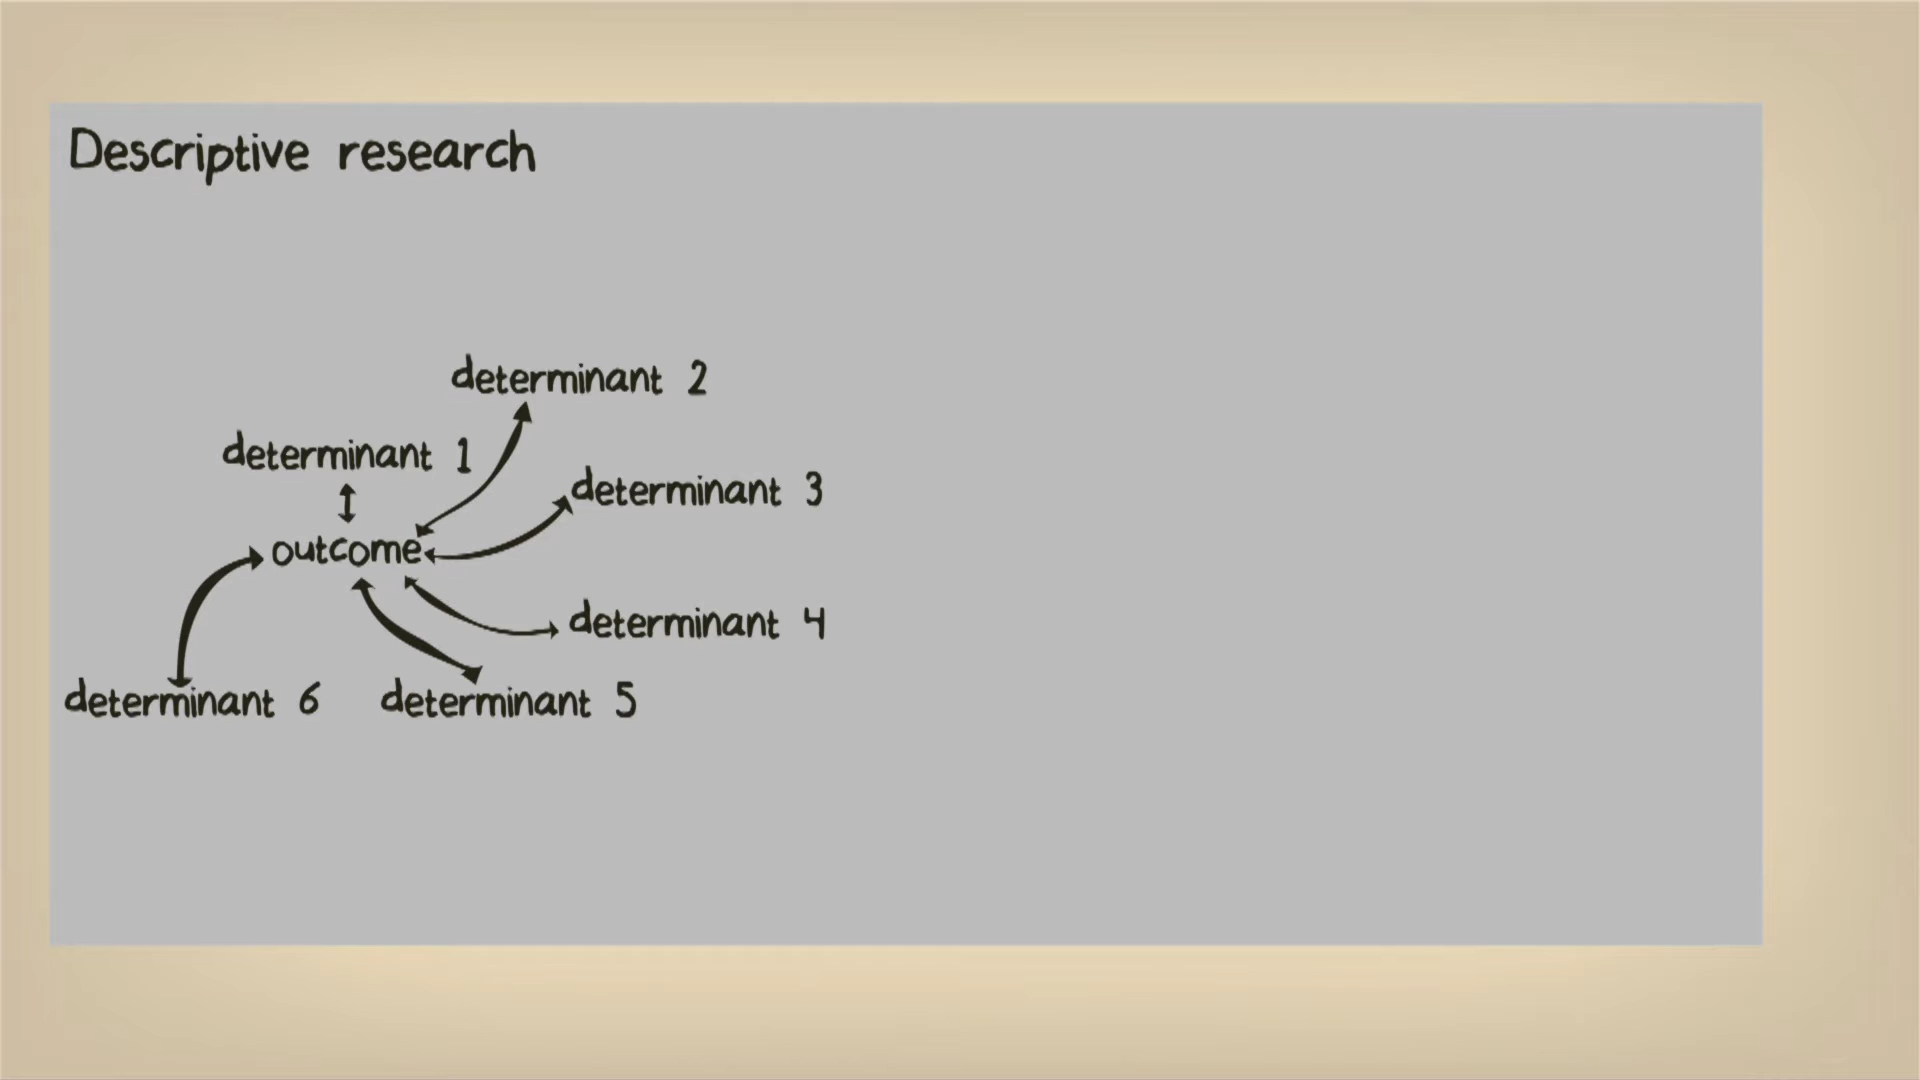 Descriptive research
determinant 2
determinant 1
determinant 3
outcome
determinant 4
determinant 6
determinant 5